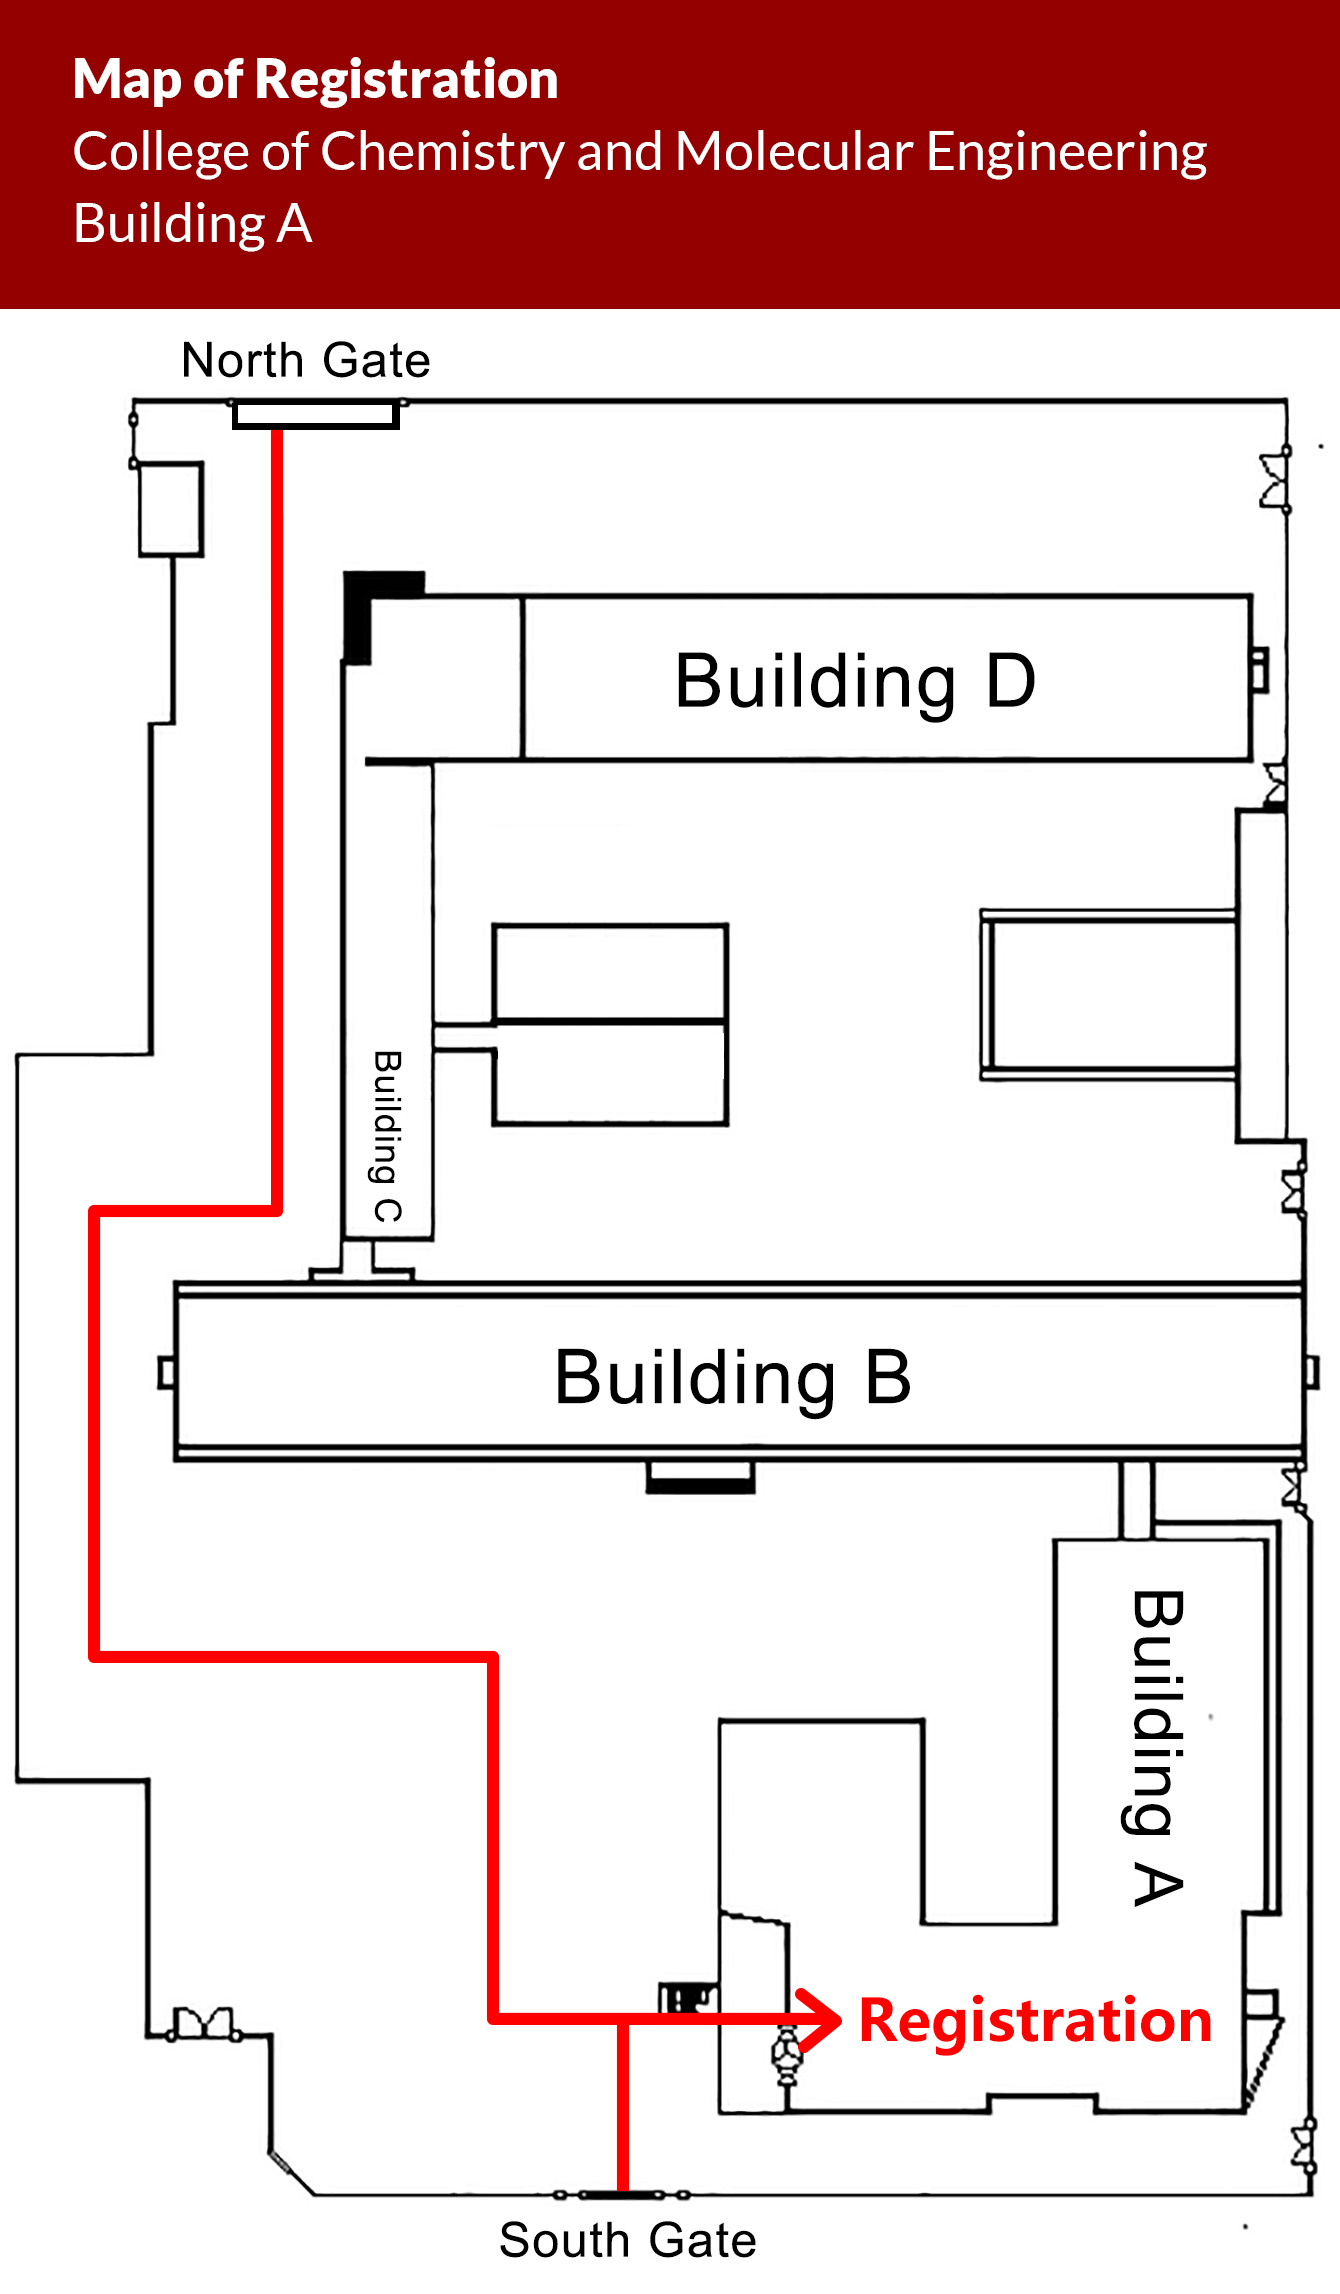 Map of Registration
College of Chemistry and Molecular Engineering
Building A
North Gate
Building D
Building C
Building B
Building A
Registration
South Gate